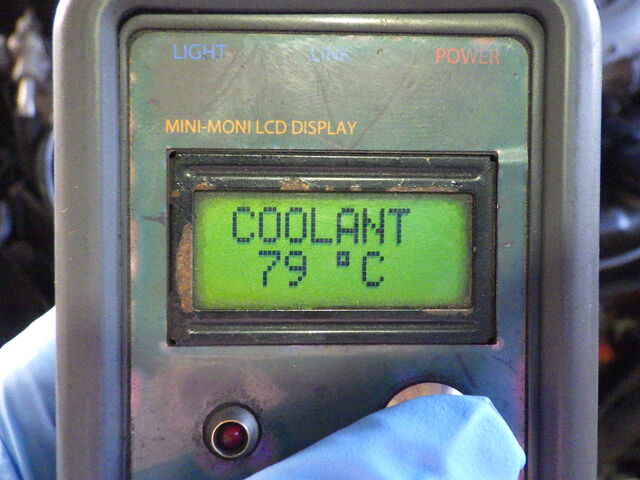 LIGHT LINK POWER
MINI-MONI LCD DISPLAY
COOLANT
79 °C